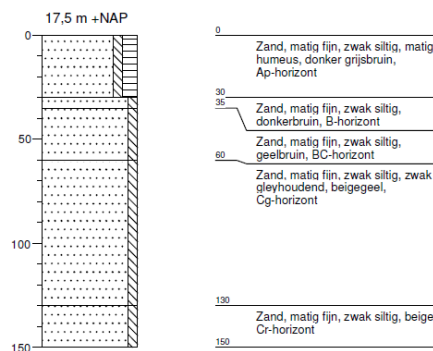 17,5 m +NAP
0
50
100
150
0
Zand, matig fijn, zwak siltig, matig
humeus, donker grijsbruin,
Ap-horizont
30
35
Zand, matig fijn, zwak siltig,
donkerbruin, B-horizont
Zand, matig fijn, zwak siltig,
geelbruin, BC-horizont
60
Zand, matig fijn, zwak siltig, zwak
gleyhoudend, beigegeel,
Cg-horizont
130
Zand, matig fijn, zwak siltig, beige
Cr-horizont
150